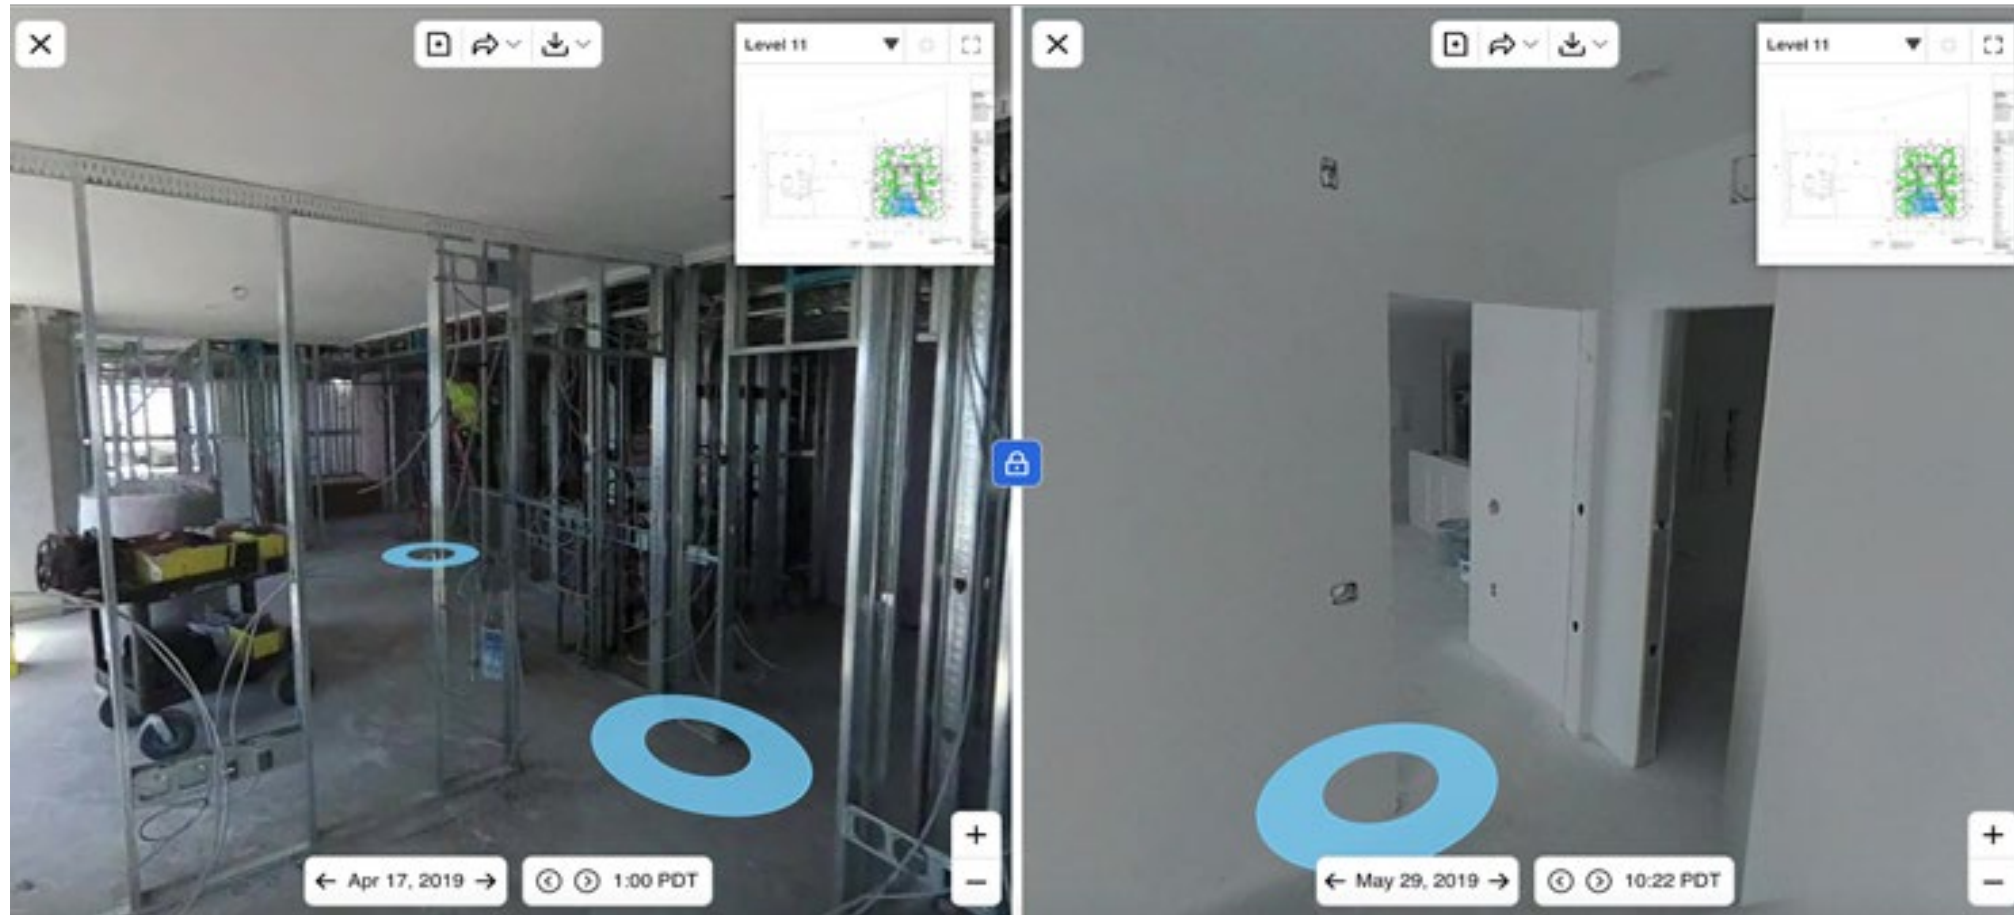 Level 11
Apr 17, 2019
1:00 PDT
Level 11
May 29, 2019
10:22 PDT